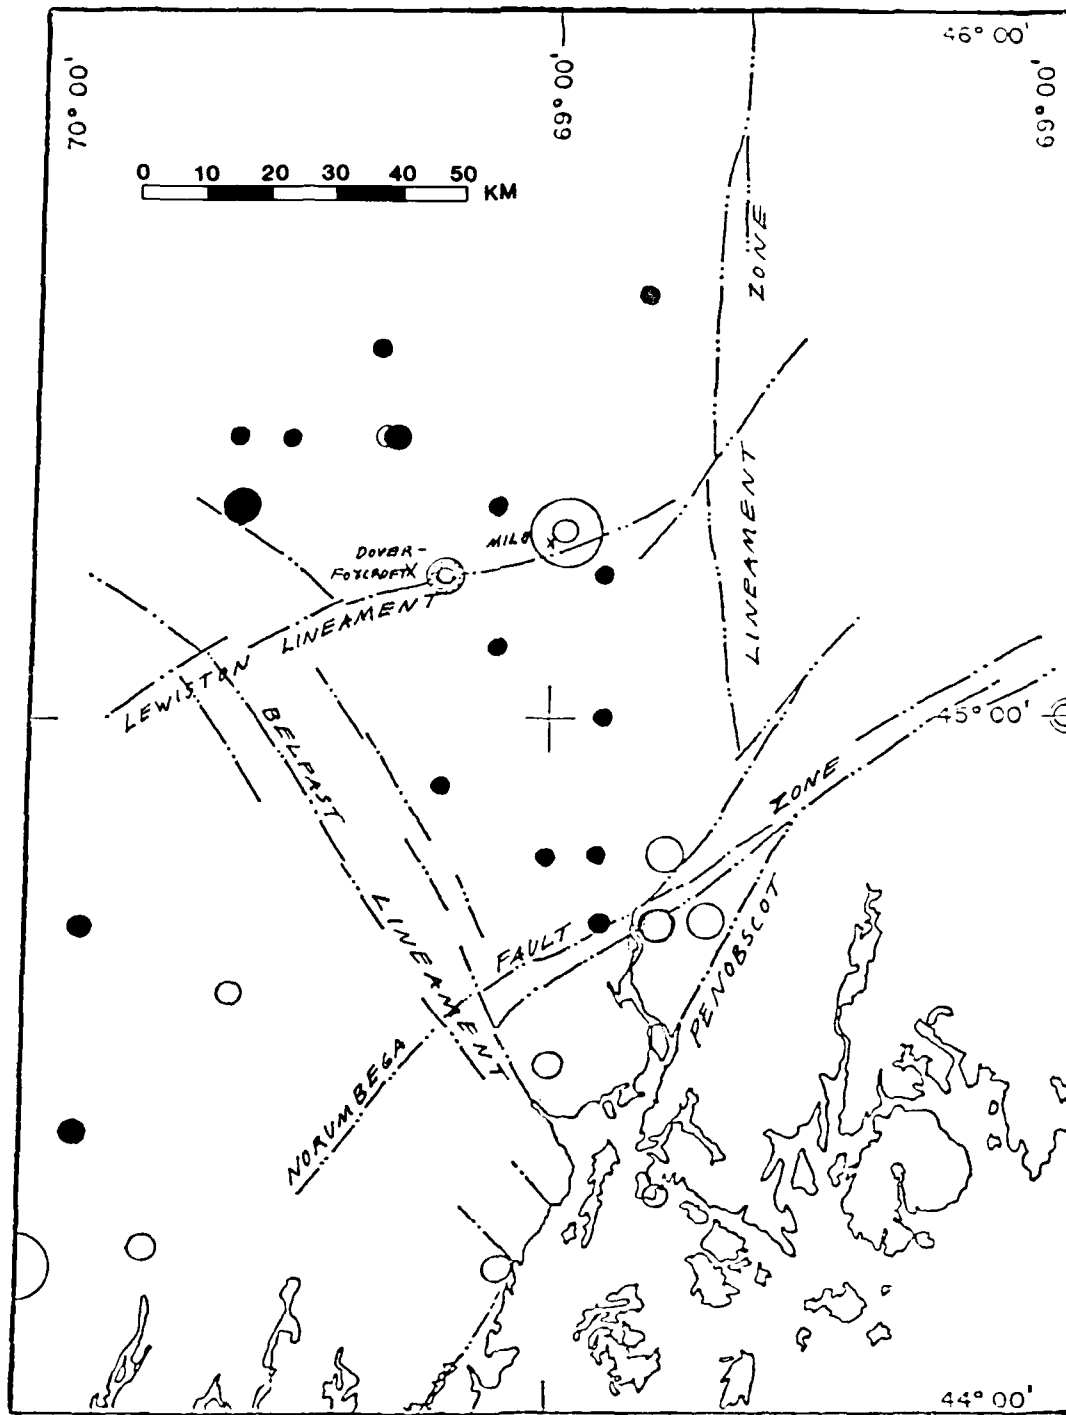 46° 00'
70° 00'
69° 00'
69° 00'
0 10 20 30 40 50 KM
ZONE
LINEAMENT
MILO
DOVER-
FOXCROFT
LEWISTON LINEAMENT
45° 00'
BELFAST LINEAMENT
NORUMBEGA FAULT ZONE
PENOBSCOT
44° 00'